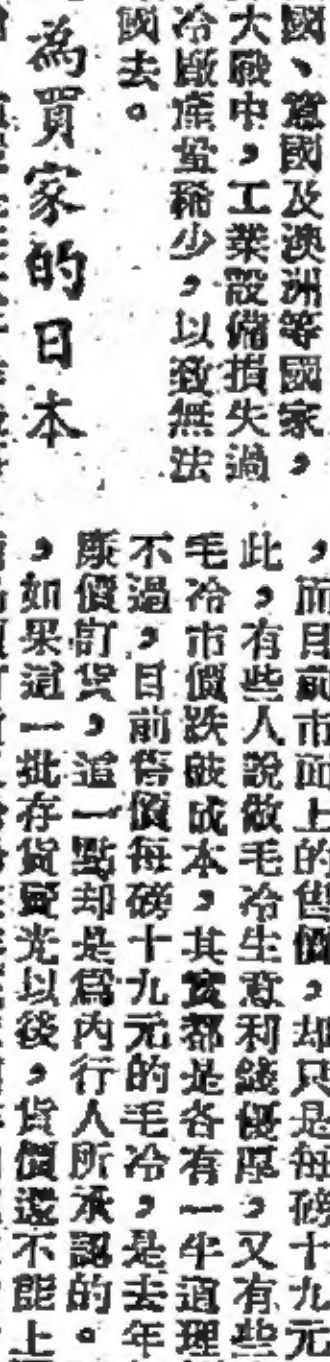 國、意國及澳洲等國家，
大戰中，工業設備損失過
冷廠産量稀少，以致無法
國去。
為買家的日本
，而目前市面上的售價，却只是每磅十九元
此，有些人說做毛冷生意利錢優厚，又有些
毛冷市價跌破成本，其實都是各有一半道理
不過，目前售價每磅十九元的毛冷，是去年
廉價訂貨，這一點却是爲內行人所承認的。
，如果這一批存貨賣光以後，貨價還不能上